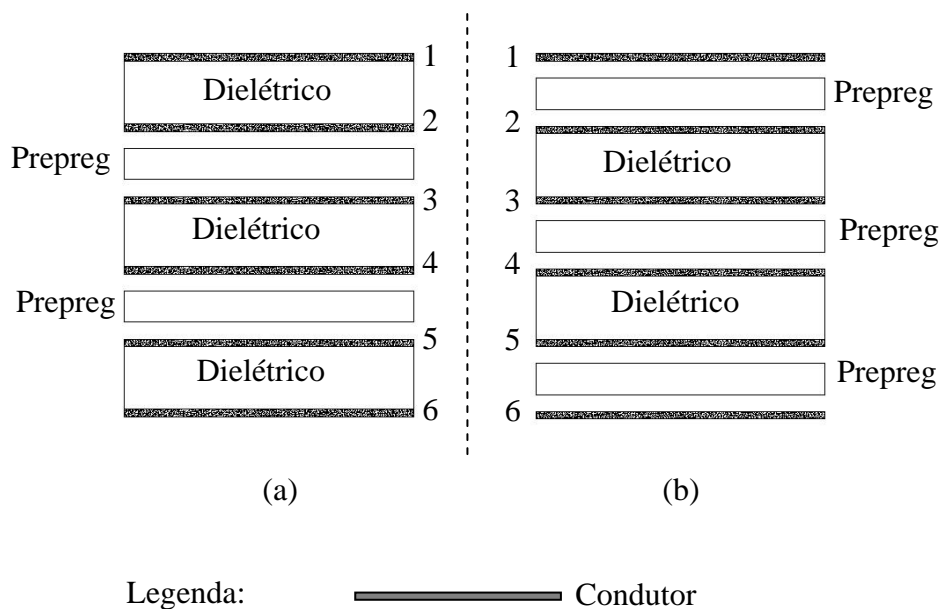 1
Dielétrico
2
Prepreg
3
Dielétrico
4
Prepreg
5
Dielétrico
6
(a)
1
Prepreg
2
Dielétrico
3
Prepreg
4
Dielétrico
5
Prepreg
6
(b)
Legenda: Condutor